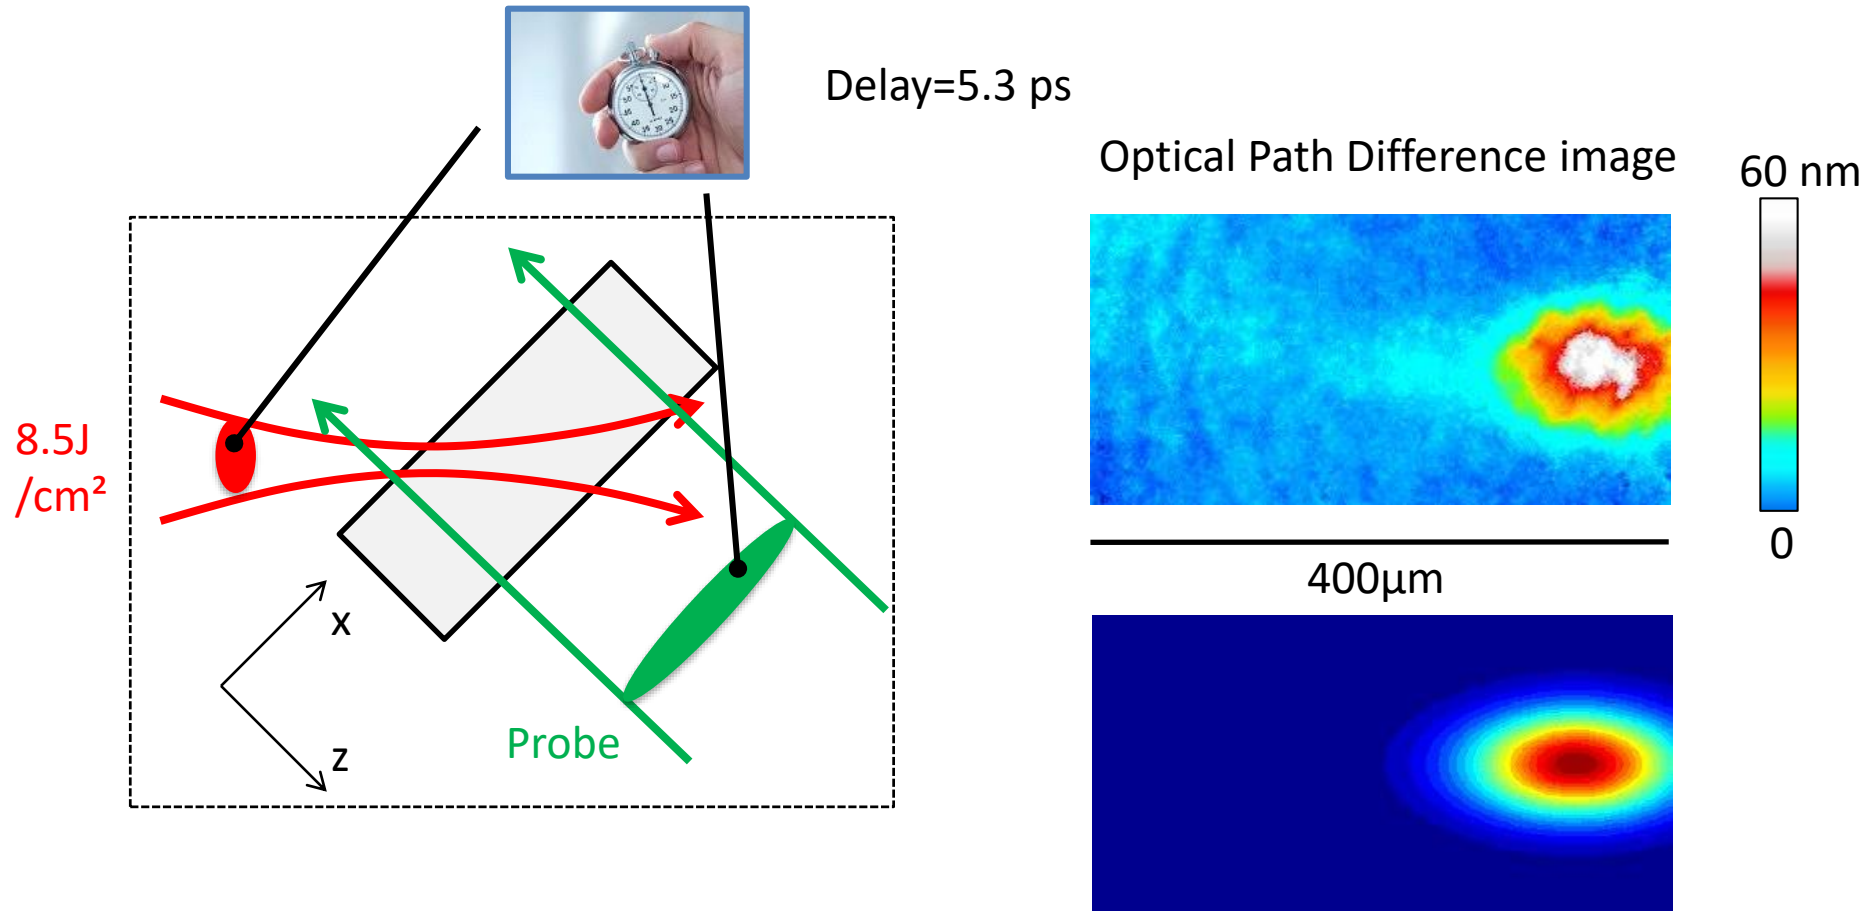 Delay=5.3 ps
Optical Path Difference image
60 nm
8.5J
/cm²
0
400µm
x
Probe
z